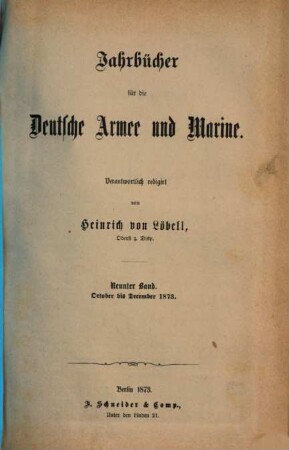 Jahrbücher
für die
Deutsche Armee und Marine.
Verantwortlich redigirt
von
Heinrich von Löbell,
Oberst z. Disp.
Neunter Band.
October bis December 1873.
Berlin 1873.
F. Schneider & Comp.,
Unter den Linden 21.